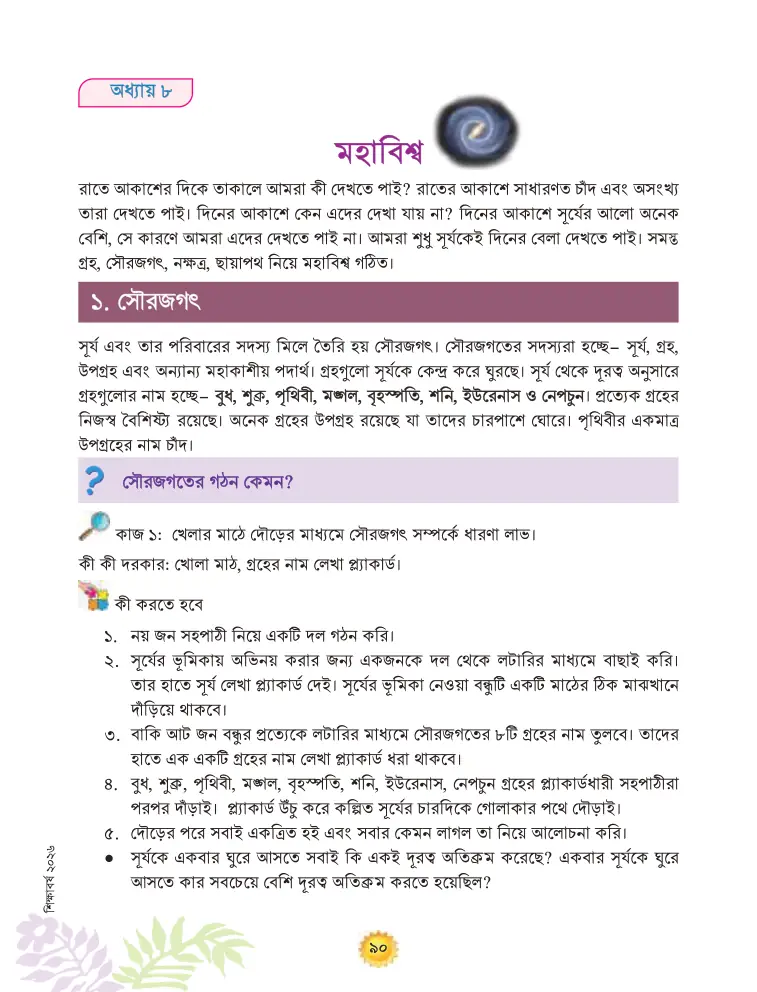 অধ্যায় ৮
মহাবিশ্ব
রাতে আকাশের দিকে তাকালে আমরা কী দেখতে পাই? রাতের আকাশে সাধারণত চাঁদ এবং অসংখ্য
তারা দেখতে পাই। দিনের আকাশে কেন এদের দেখা যায় না? দিনের আকাশে সূর্যের আলো অনেক
বেশি, সে কারণে আমরা এদের দেখতে পাই না। আমরা শুধু সূর্যকেই দিনের বেলা দেখতে পাই। সমস্ত
গ্রহ, সৌরজগৎ, নক্ষত্র, ছায়াপথ নিয়ে মহাবিশ্ব গঠিত।
১. সৌরজগৎ
সূর্য এবং তার পরিবারের সদস্য মিলে তৈরি হয় সৌরজগৎ। সৌরজগতের সদস্যরা হচ্ছে– সূর্য, গ্রহ,
উপগ্রহ এবং অন্যান্য মহাকাশীয় পদার্থ। গ্রহগুলো সূর্যকে কেন্দ্র করে ঘুরছে। সূর্য থেকে দূরত্ব অনুসারে
গ্রহগুলোর নাম হচ্ছে– বুধ, শুক্র, পৃথিবী, মঙ্গল, বৃহস্পতি, শনি, ইউরেনাস ও নেপচুন। প্রত্যেক গ্রহের
নিজস্ব বৈশিষ্ট্য রয়েছে। অনেক গ্রহের উপগ্রহ রয়েছে যা তাদের চারপাশে ঘোরে। পৃথিবীর একমাত্র
উপগ্রহের নাম চাঁদ।
? সৌরজগতের গঠন কেমন?
কাজ ১: খেলার মাঠে দৌড়ের মাধ্যমে সৌরজগৎ সম্পর্কে ধারণা লাভ।
কী কী দরকার: খোলা মাঠ, গ্রহের নাম লেখা প্ল্যাকার্ড।
কী করতে হবে
১. নয় জন সহপাঠী নিয়ে একটি দল গঠন করি।
২. সূর্যের ভূমিকায় অভিনয় করার জন্য একজনকে দল থেকে লটারির মাধ্যমে বাছাই করি।
তার হাতে সূর্য লেখা প্ল্যাকার্ড দেই। সূর্যের ভূমিকা নেওয়া বন্ধুটি একটি মাঠের ঠিক মাঝখানে
দাঁড়িয়ে থাকবে।
৩. বাকি আট জন বন্ধুর প্রত্যেকে লটারির মাধ্যমে সৌরজগতের ৮টি গ্রহের নাম তুলবে। তাদের
হাতে এক একটি গ্রহের নাম লেখা প্ল্যাকার্ড ধরা থাকবে।
৪. বুধ, শুক্র, পৃথিবী, মঙ্গল, বৃহস্পতি, শনি, ইউরেনাস, নেপচুন গ্রহের প্ল্যাকার্ডধারী সহপাঠীরা
পরপর দাঁড়াই। প্ল্যাকার্ড উঁচু করে কল্পিত সূর্যের চারদিকে গোলাকার পথে দৌড়াই।
৫. দৌড়ের পরে সবাই একত্রিত হই এবং সবার কেমন লাগল তা নিয়ে আলোচনা করি।
● সূর্যকে একবার ঘুরে আসতে সবাই কি একই দূরত্ব অতিক্রম করেছে? একবার সূর্যকে ঘুরে
আসতে কার সবচেয়ে বেশি দূরত্ব অতিক্রম করতে হয়েছিল?
শিক্ষাবর্ষ ২০২৬
৯০